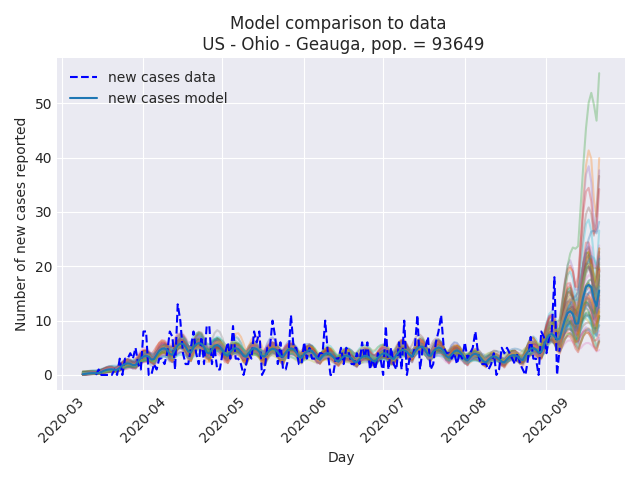 Model comparison to data
US - Ohio - Geauga, pop. = 93649
new cases data
new cases model
Number of new cases reported
50
40
30
20
10
0
2020-03
2020-04
2020-05
2020-06
2020-07
2020-08
2020-09
Day